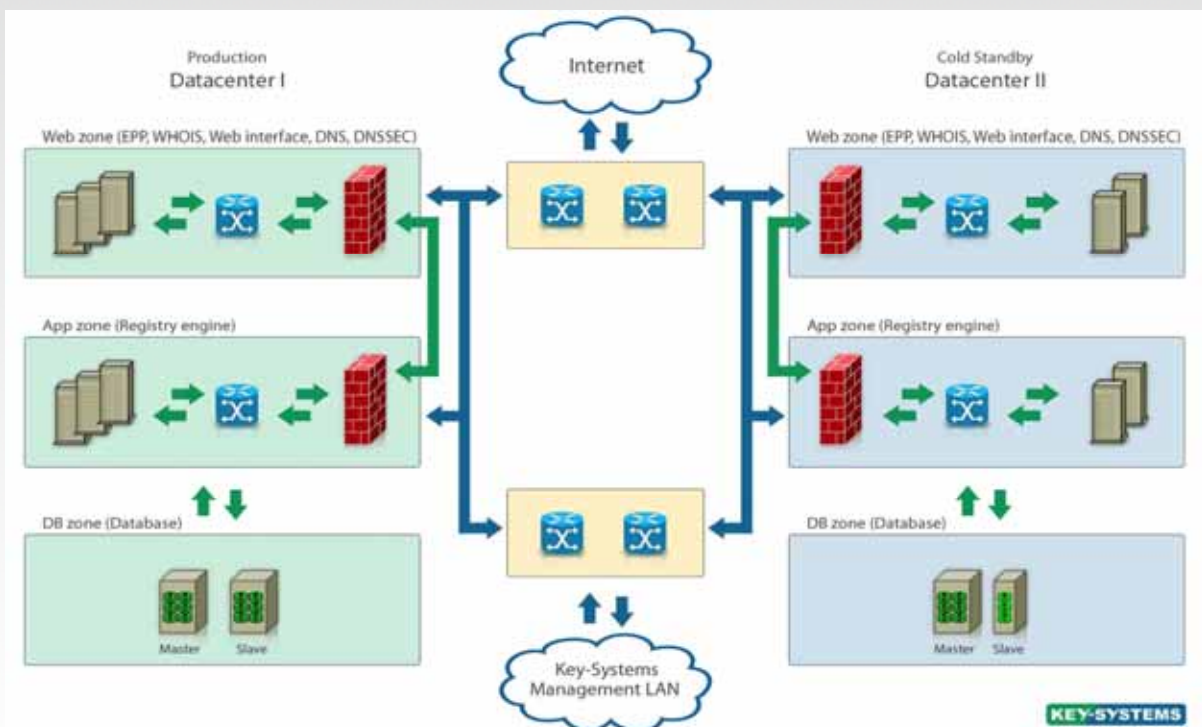 Production
Datacenter I
Internet
Cold Standby
Datacenter II
Web zone (EPP, WHOIS, Web interface, DNS, DNSSEC)
Web zone (EPP, WHOIS, Web interface, DNS, DNSSEC)
App zone (Registry engine)
App zone (Registry engine)
DB zone (Database)
DB zone (Database)
Master
Slave
Master
Slave
Key-Systems
Management LAN
KEY-SYSTEMS